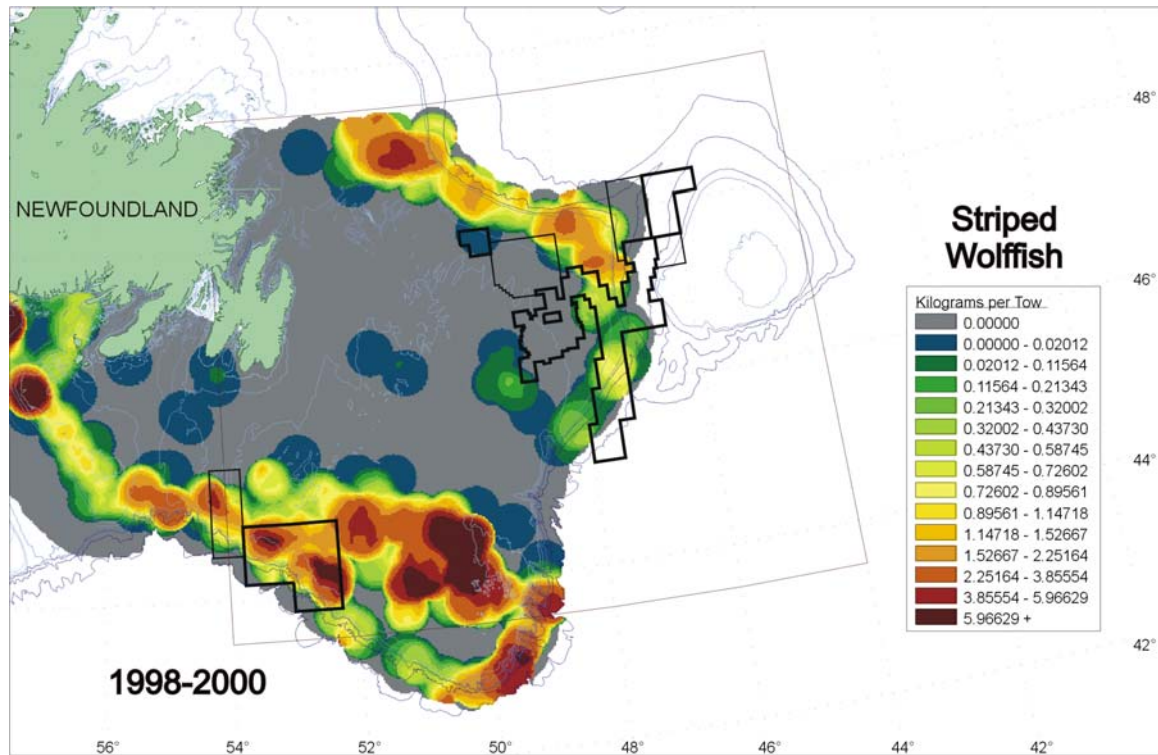 48°
NEWFOUNDLAND
Striped
Wolffish
46°
Kilograms per Tow
0.00000
0.00000 - 0.02012
0.02012 - 0.11564
0.11564 - 0.21343
0.21343 - 0.32002
0.32002 - 0.43730
0.43730 - 0.58745
0.58745 - 0.72602
0.72602 - 0.89561
0.89561 - 1.14718
1.14718 - 1.52667
1.52667 - 2.25164
2.25164 - 3.85554
3.85554 - 5.96629
5.96629 +
44°
42°
1998-2000
56° 54° 52° 50° 48° 46° 44° 42°